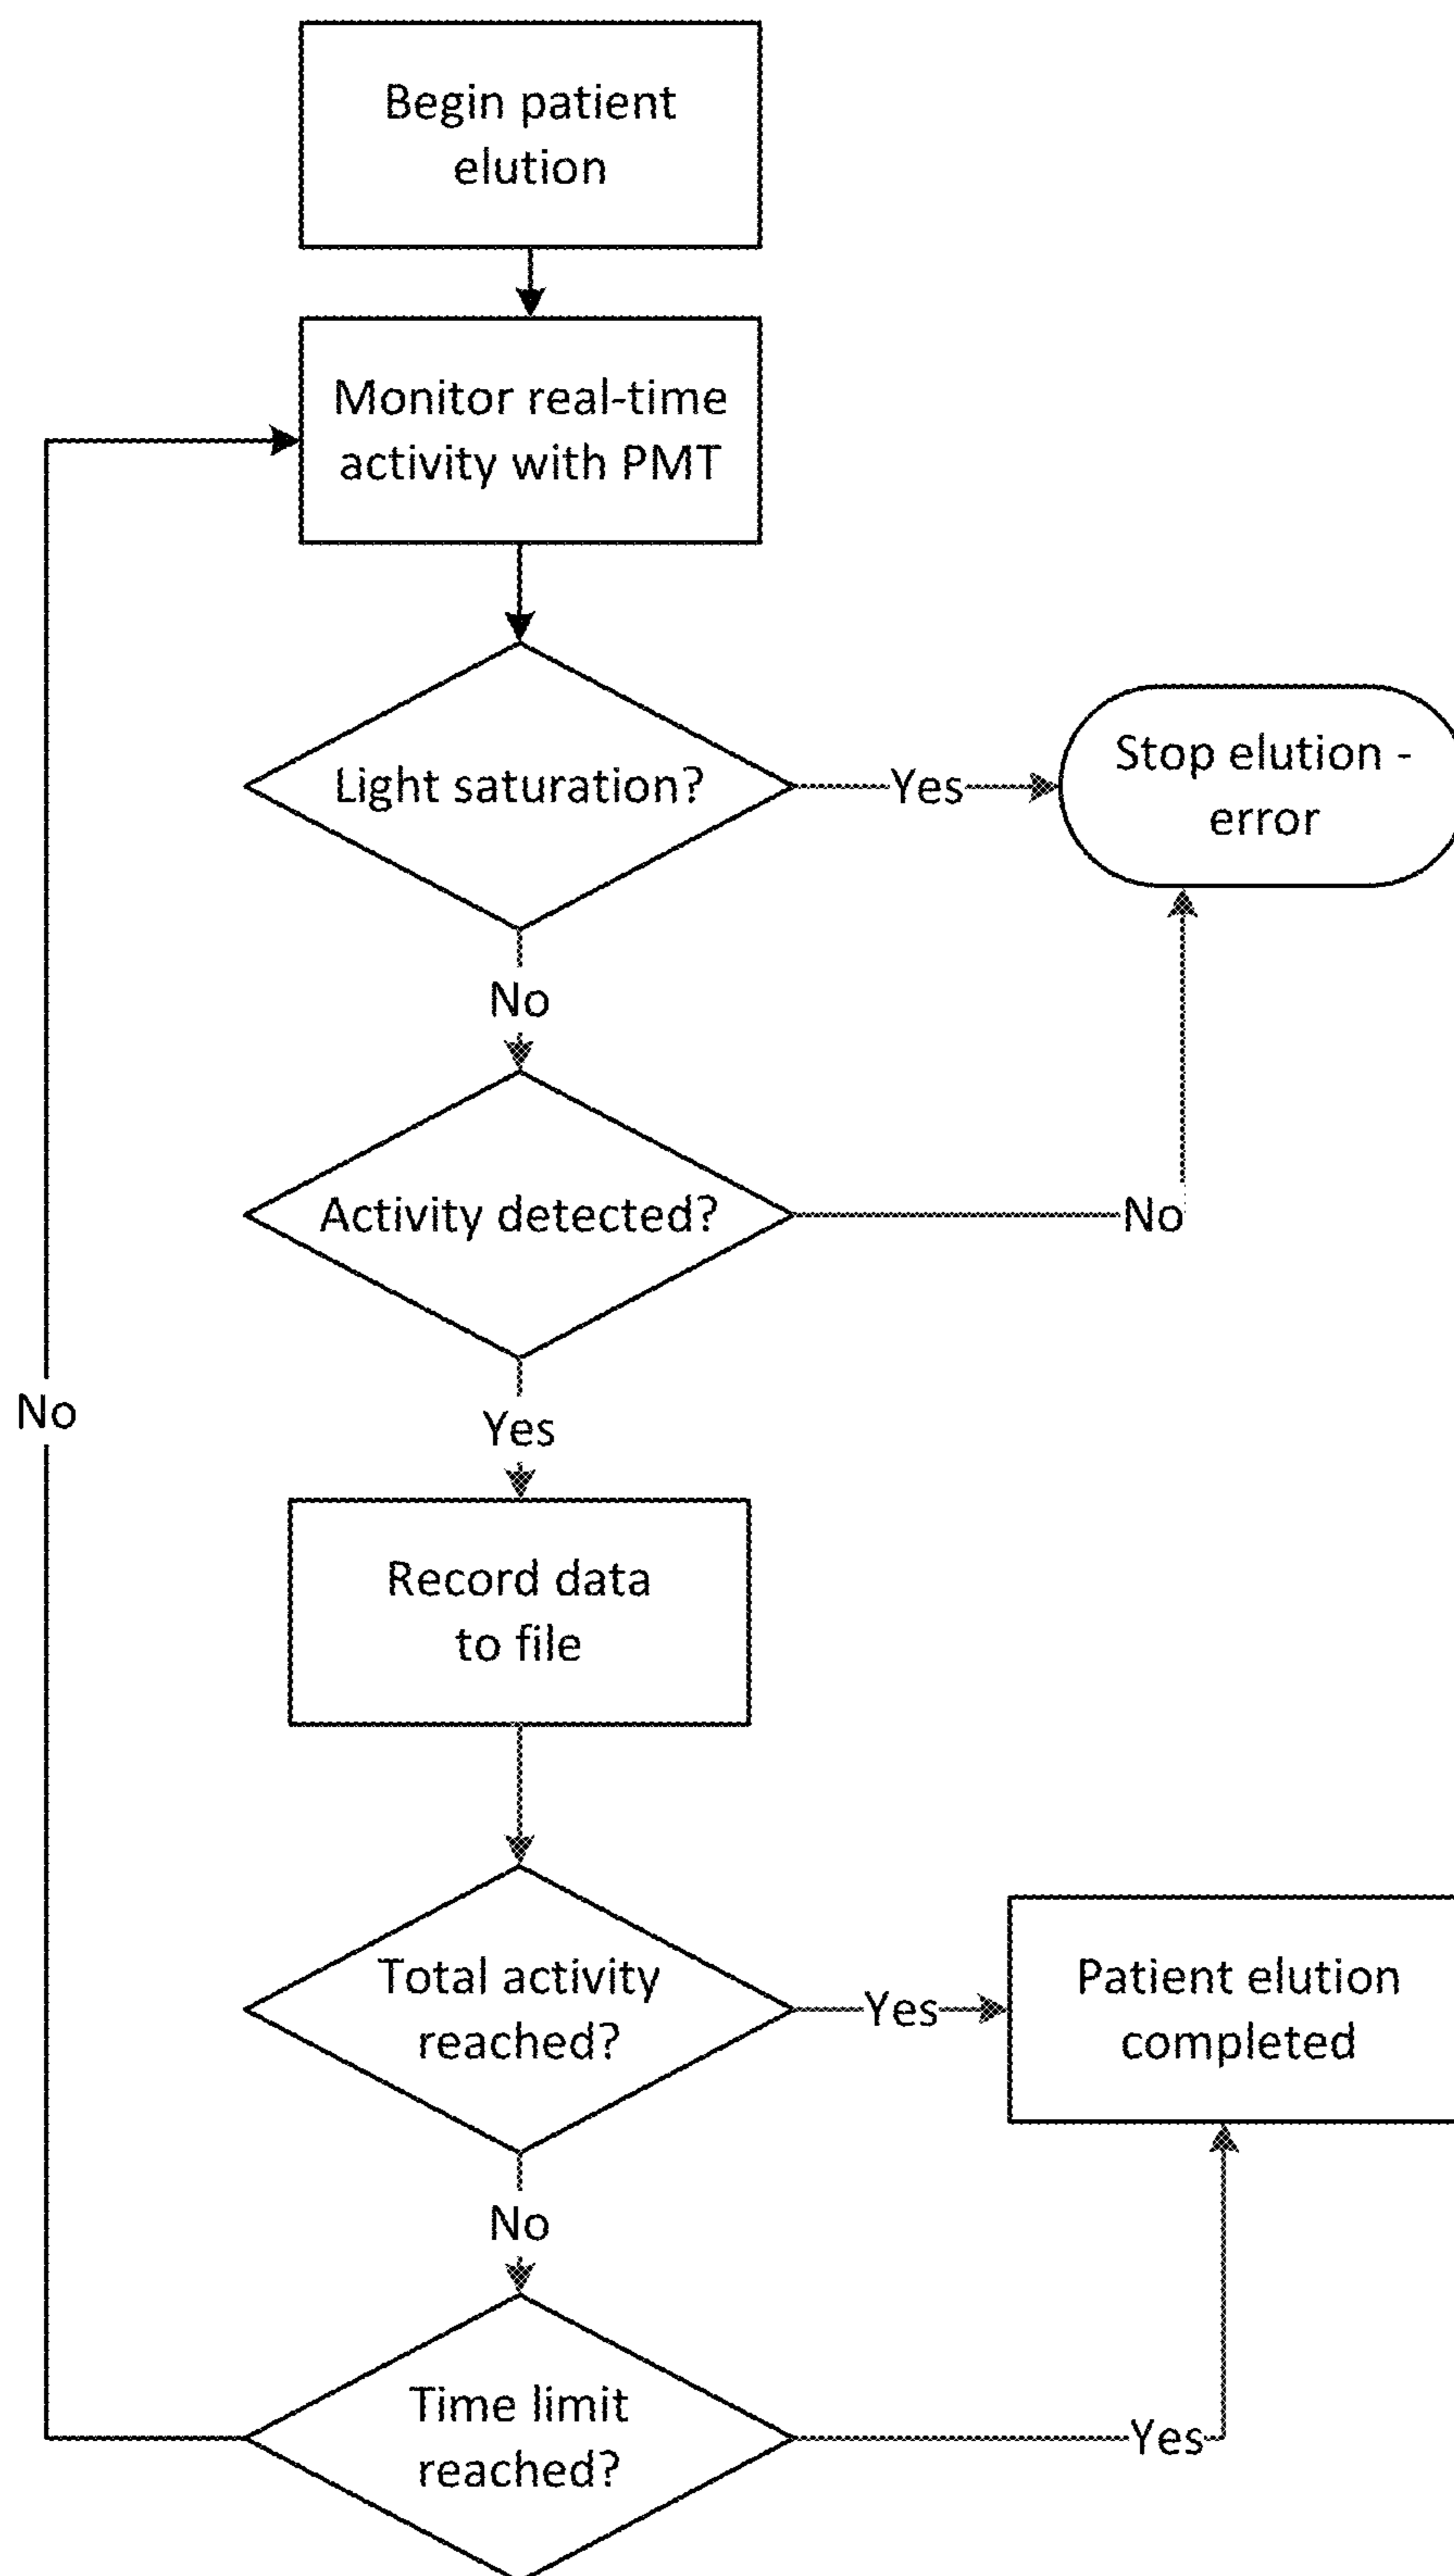 Begin patient
elution
Monitor real-time
activity with PMT
Light saturation?
Yes
Stop elution -
error
No
Activity detected?
No
Yes
No
Record data
to file
Total activity
reached?
Yes
Patient elution
completed
No
Time limit
reached?
Yes